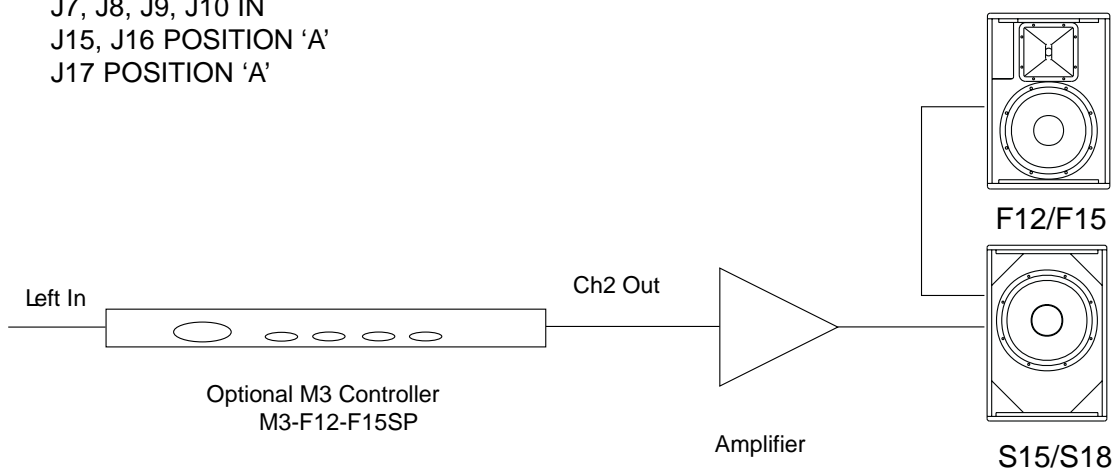 J7, J8, J9, J10 IN
J15, J16 POSITION ‘A’
J17 POSITION ‘A’
F12/F15
Left In
Ch2 Out
Optional M3 Controller
M3-F12-F15SP
Amplifier
S15/S18